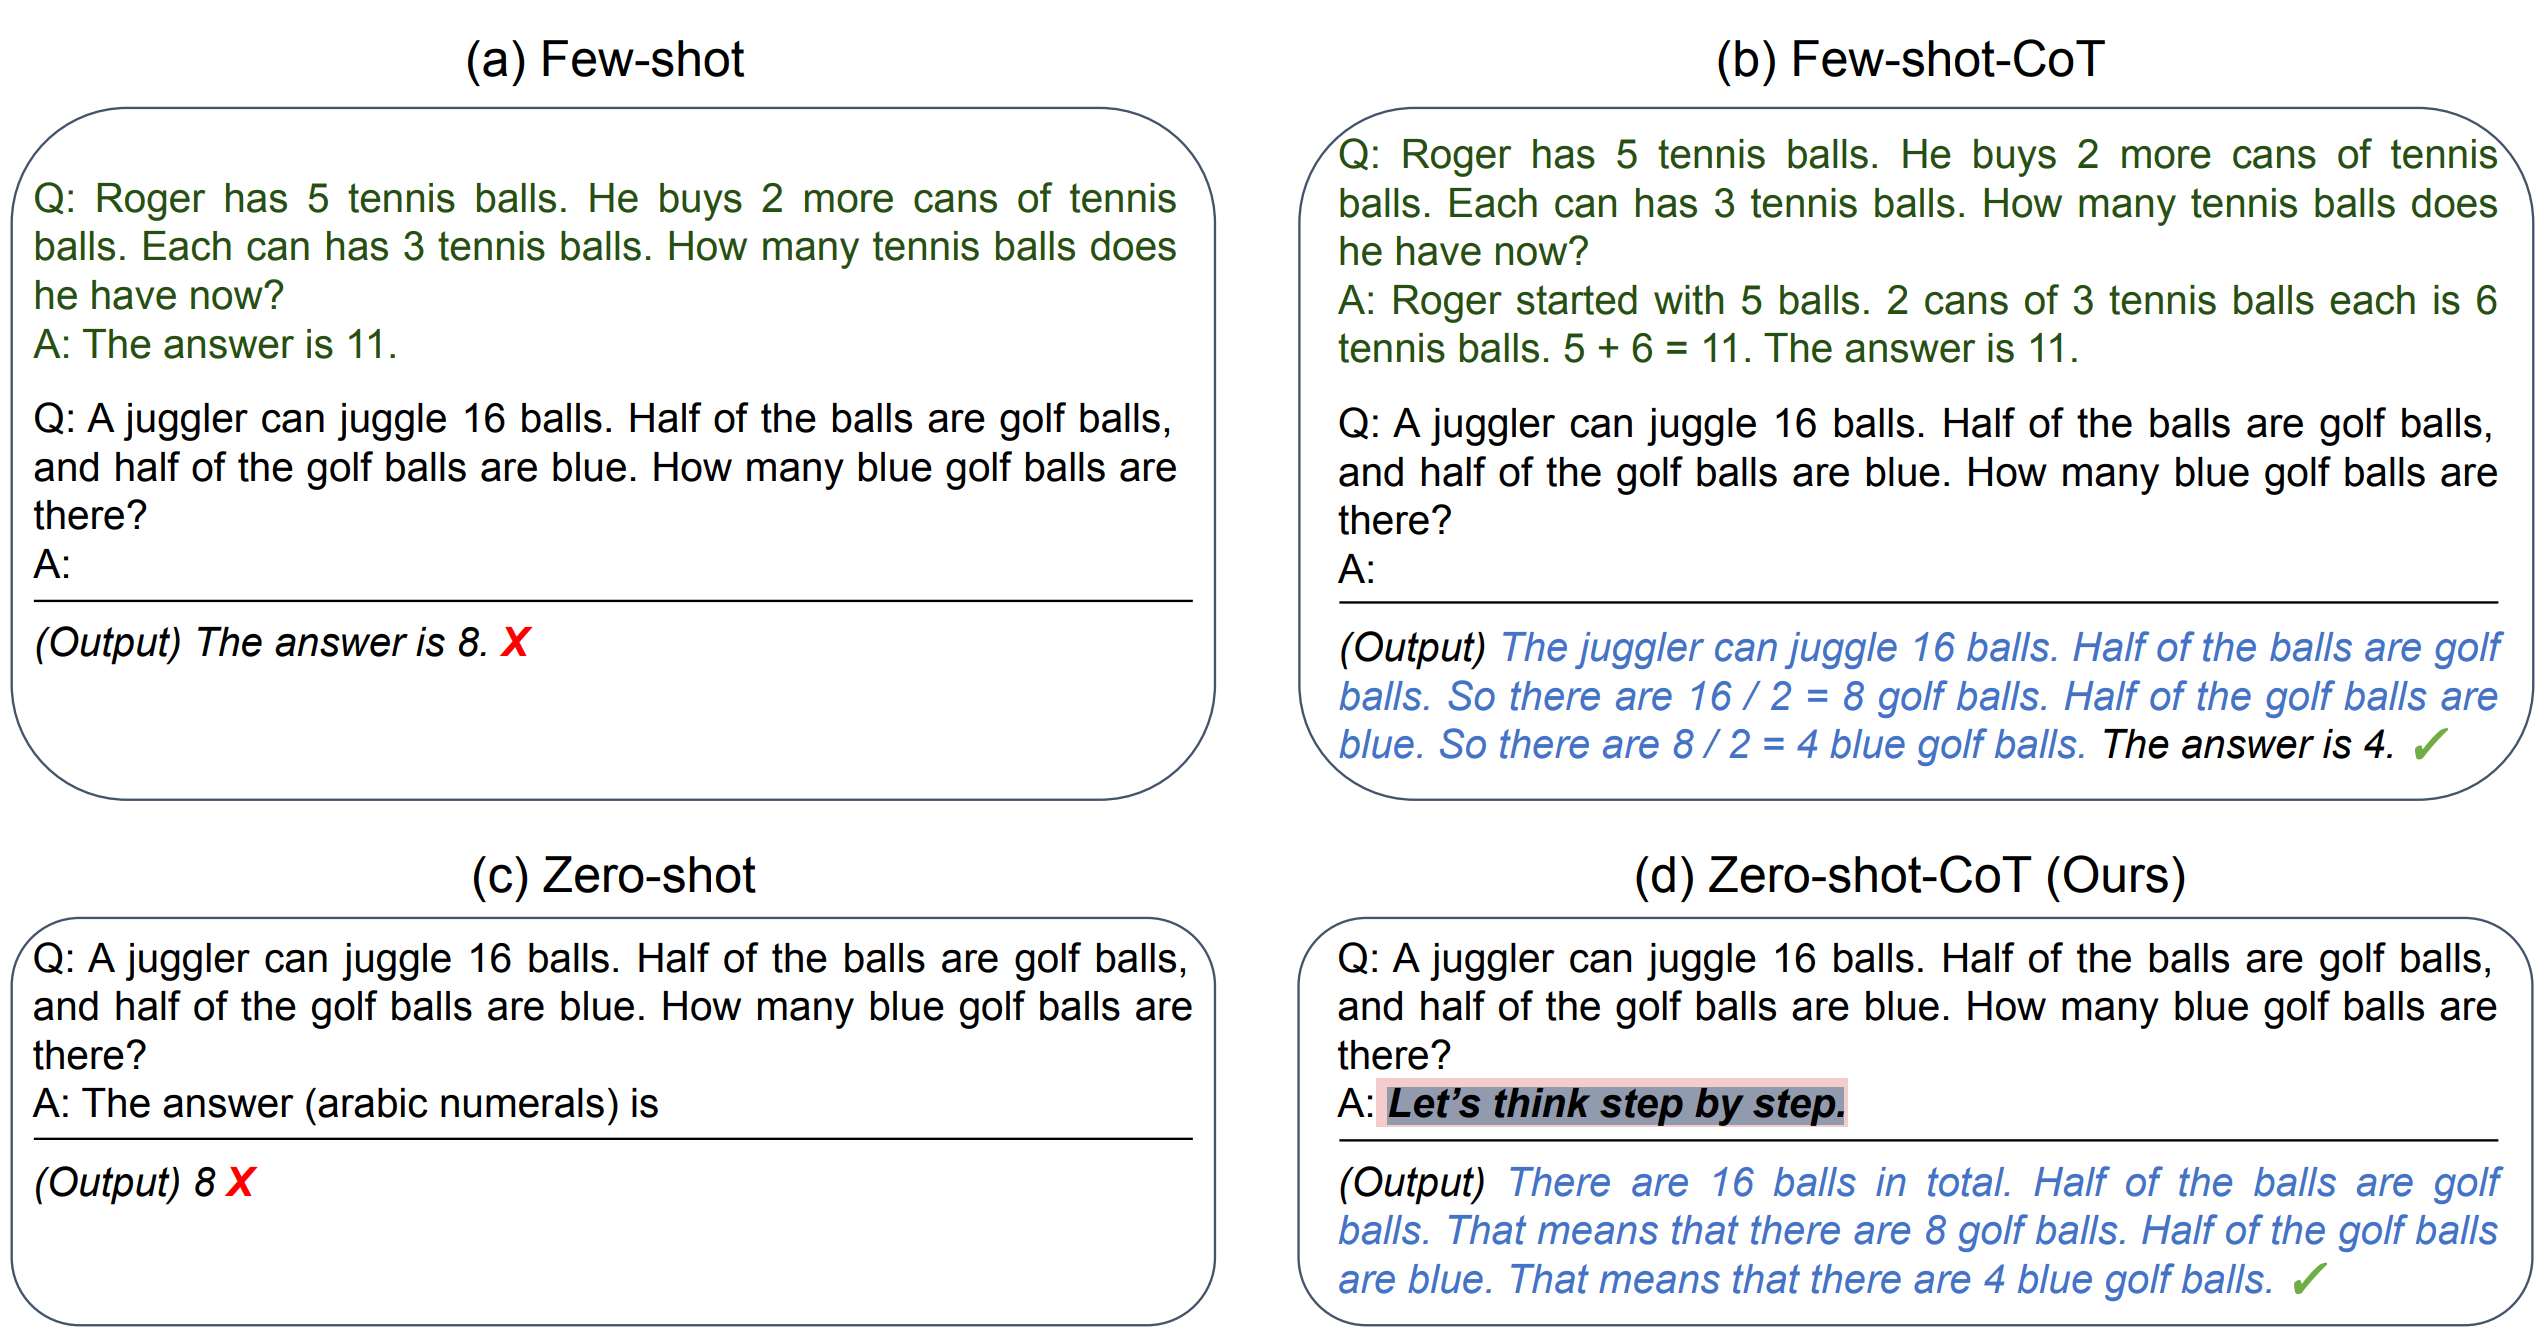 (a) Few-shot
Q: Roger has 5 tennis balls. He buys 2 more cans of tennis
balls. Each can has 3 tennis balls. How many tennis balls does
he have now?
A: The answer is 11.
Q: A juggler can juggle 16 balls. Half of the balls are golf balls,
and half of the golf balls are blue. How many blue golf balls are
there?
A:
(Output) The answer is 8. X
(b) Few-shot-CoT
Q: Roger has 5 tennis balls. He buys 2 more cans of tennis
balls. Each can has 3 tennis balls. How many tennis balls does
he have now?
A: Roger started with 5 balls. 2 cans of 3 tennis balls each is 6
tennis balls. 5 + 6 = 11. The answer is 11.
Q: A juggler can juggle 16 balls. Half of the balls are golf balls,
and half of the golf balls are blue. How many blue golf balls are
there?
A:
(Output) The juggler can juggle 16 balls. Half of the balls are golf
balls. So there are 16 / 2 = 8 golf balls. Half of the golf balls are
blue. So there are 8 / 2 = 4 blue golf balls. The answer is 4. ✓
(c) Zero-shot
Q: A juggler can juggle 16 balls. Half of the balls are golf balls,
and half of the golf balls are blue. How many blue golf balls are
there?
A: The answer (arabic numerals) is
(Output) 8 X
(d) Zero-shot-CoT (Ours)
Q: A juggler can juggle 16 balls. Half of the balls are golf balls,
and half of the golf balls are blue. How many blue golf balls are
there?
A: Let’s think step by step.
(Output) There are 16 balls in total. Half of the balls are golf
balls. That means that there are 8 golf balls. Half of the golf balls
are blue. That means that there are 4 blue golf balls. ✓